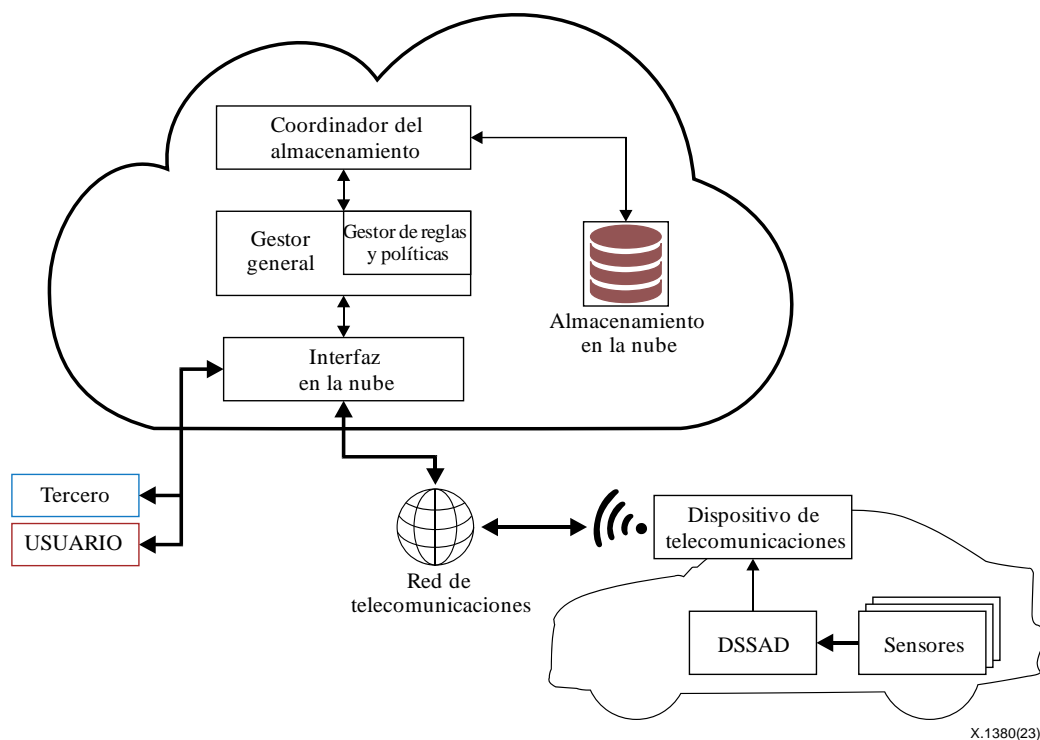 Coordinador del
almacenamiento
Gestor
general
Gestor de reglas
y políticas
Almacenamiento
en la nube
Interfaz
en la nube
Tercero
USUARIO
Red de
telecomunicaciones
Dispositivo de
telecomunicaciones
DSSAD
Sensores
X.1380(23)